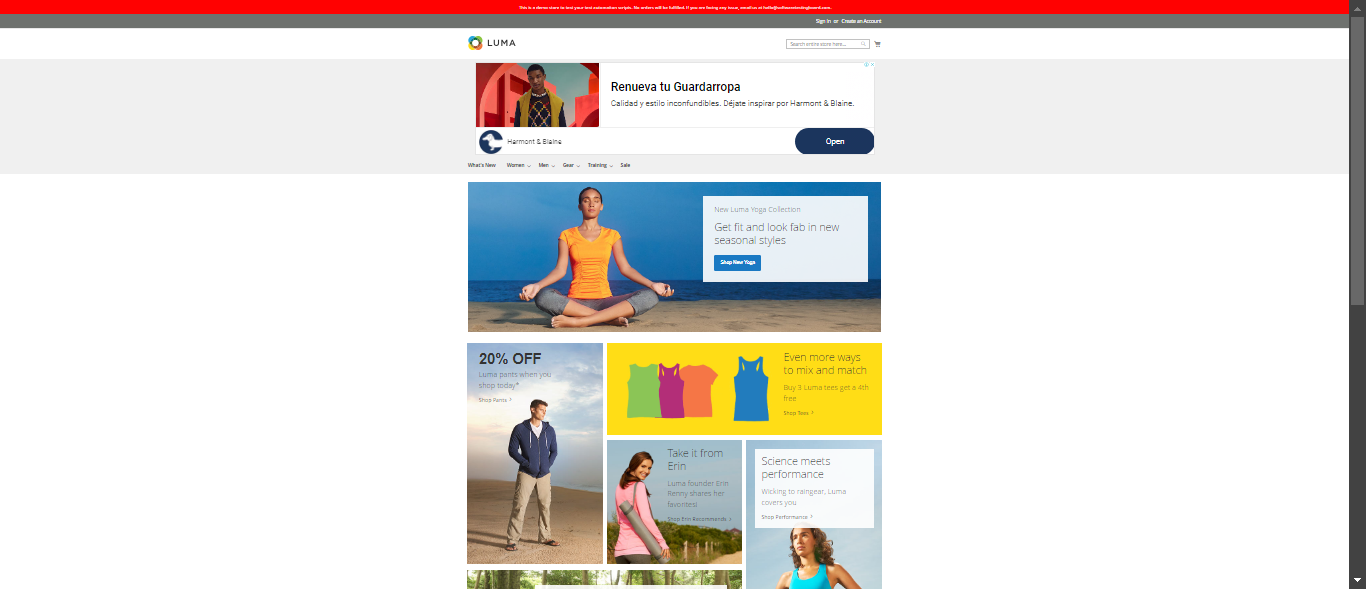 This is a demo store to test your test automation scripts. No orders will be fulfilled. If you are facing any issue, email us at hello@softwaretestingboard.com.
Sign In or Create an Account
LUMA
Search entire store here...
Renueva tu Guardarropa
Calidad y estilo inconfundibles. Déjate inspirar por Harmont & Blaine.
Harmont & Blaine
Open
What's New Women Men Gear Training Sale
New Luma Yoga Collection
Get fit and look fab in new
seasonal styles
Shop New Yoga
20% OFF
Luma pants when you
shop today*
Shop Pants
Even more ways
to mix and match
Buy 3 Luma tees get a 4th
free
Shop Tees
Take it from
Erin
Luma founder Erin
Renny shares her
favorites!
Shop Erin Recommends
Science meets
performance
Wicking to raingear, Luma
covers you
Shop Performance